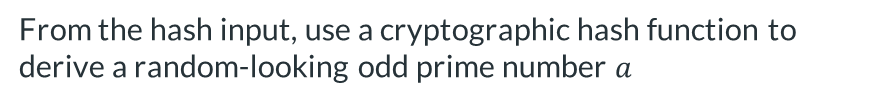 From the hash input, use a cryptographic hash function to
derive a random-looking odd prime number a